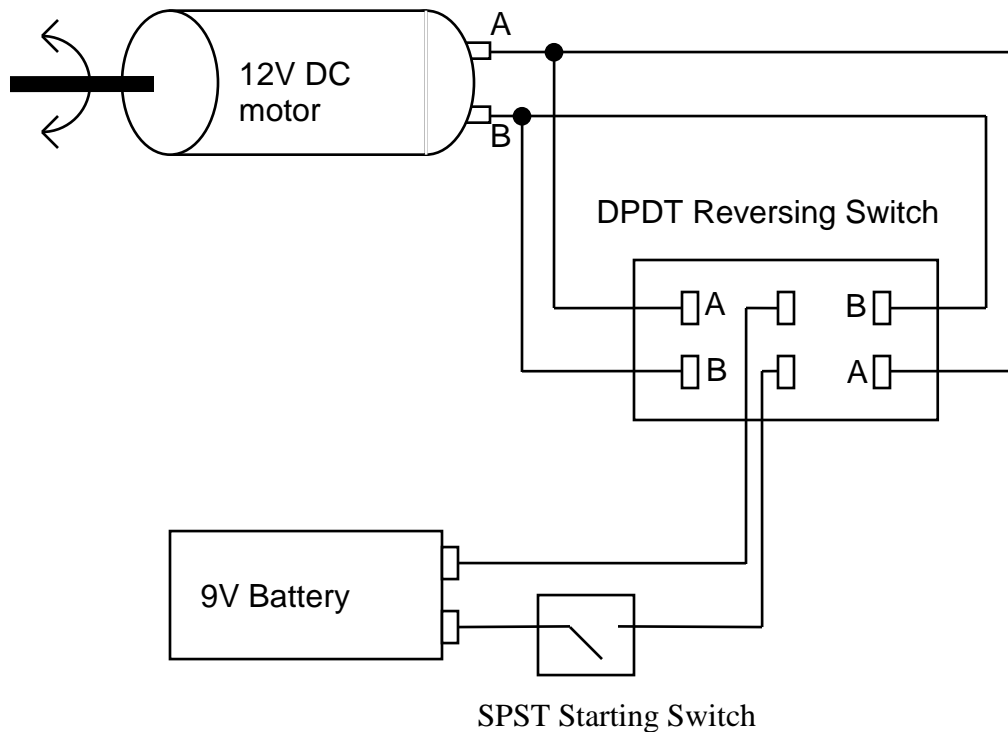 A
12V DC
motor
B
DPDT Reversing Switch
A
B
B
A
9V Battery
SPST Starting Switch